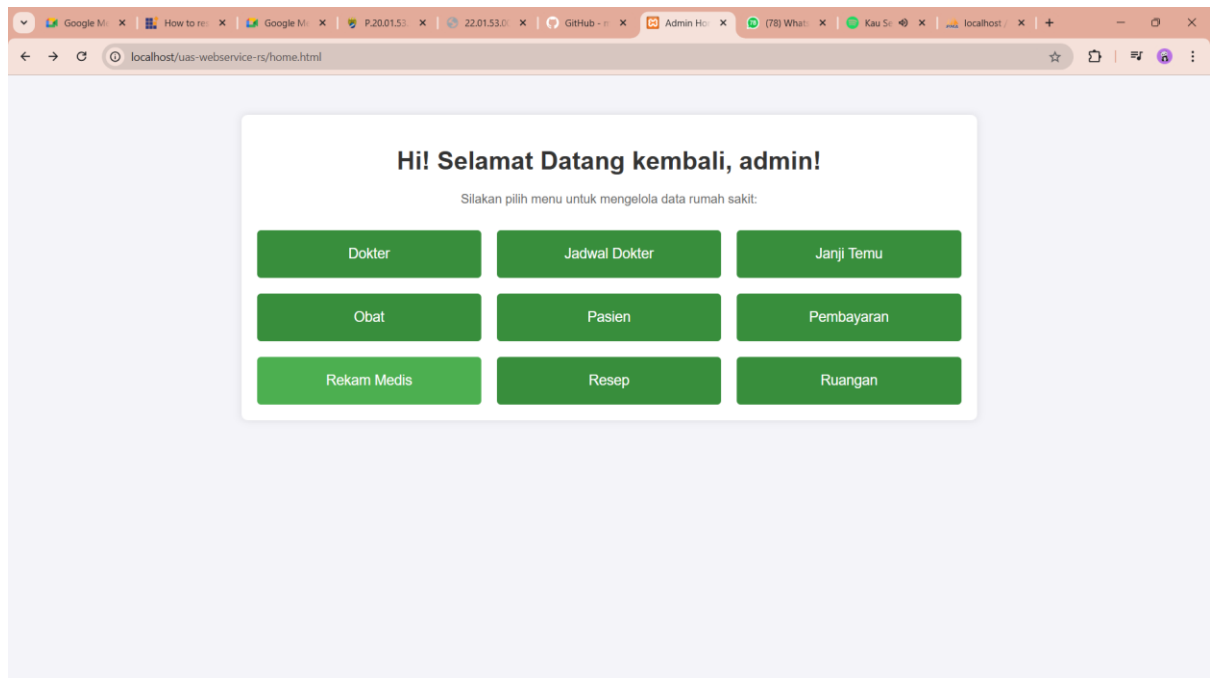 Google M
How to re
Google M
P.20.01.53.
22.01.53.0
GitHub - n
Admin Ho
(78) What
Kau Se
localhost /
localhost/uas-webservice-rs/home.html
Hi! Selamat Datang kembali, admin!
Silakan pilih menu untuk mengelola data rumah sakit:
Dokter
Jadwal Dokter
Janji Temu
Obat
Pasien
Pembayaran
Rekam Medis
Resep
Ruangan